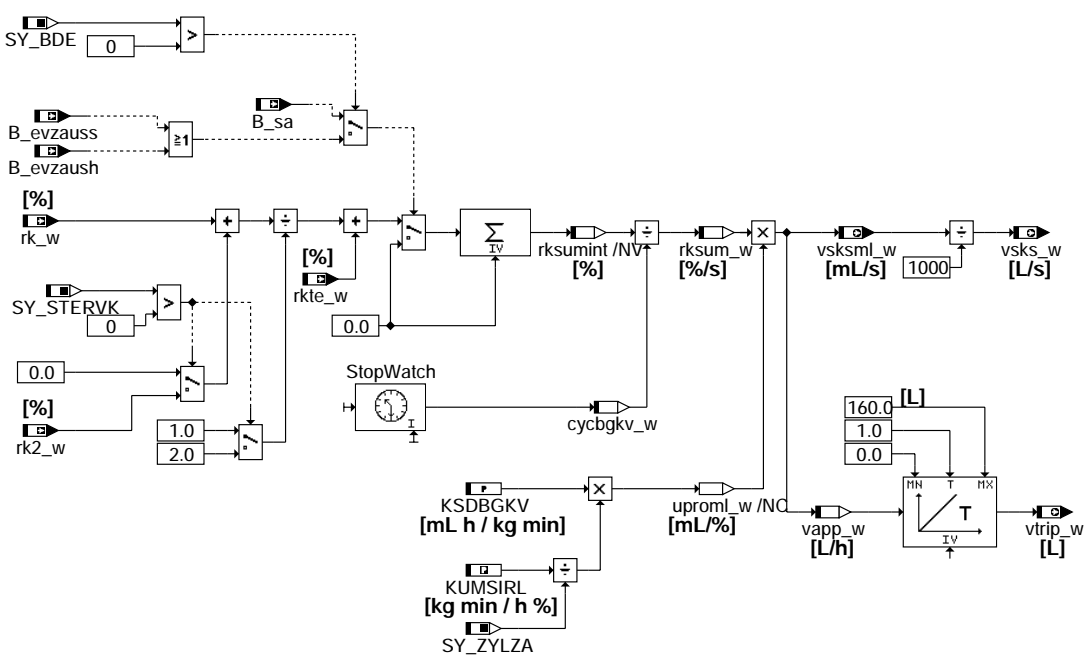 SY_BDE
0
>
B_evzauss
B_evzaush
≥1
B_sa
[%]
rk_w
+
÷
+
[%]
rkte_w
Σ
IV
rksumint /NV
[%]
÷
rksum_w
[%/s]
×
vsksml_w
[mL/s]
1000
÷
vsks_w
[L/s]
SY_STERVK
0
>
0.0
0.0
[%]
rk2_w
1.0
2.0
StopWatch
I
cycbgkv_w
P
KSDBGKV
[mL h / kg min]
×
uproml_w /NC
[mL/%]
P
KUMSIRL
[kg min / h %]
÷
SY_ZYLZA
160.0
[L]
1.0
0.0
MN
T
MX
T
IV
vapp_w
[L/h]
vtrip_w
[L]